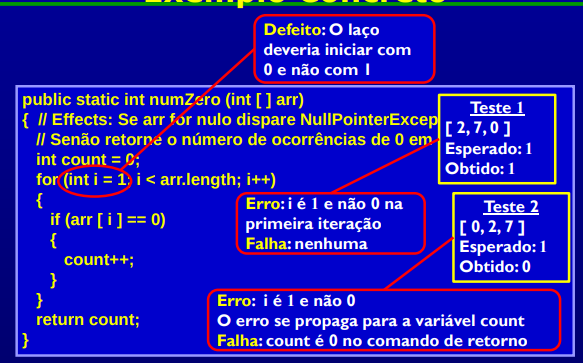 Exemplo Concreto
Defeito: O laço
deveria iniciar com
0 e não com 1
public static int numZero (int [ ] arr)
{ // Effects: Se arr for nulo dispare NullPointerExcep
// Senão retorne o número de ocorrências de 0 em
int count = 0;
for (int i = 1; i < arr.length; i++)
{
if (arr [ i ] == 0)
{
count++;
}
}
return count;
}
Teste 1
[ 2, 7, 0 ]
Esperado: 1
Obtido: 1
Erro: i é 1 e não 0 na
primeira iteração
Falha: nenhuma
Teste 2
[ 0, 2, 7 ]
Esperado: 1
Obtido: 0
Erro: i é 1 e não 0
O erro se propaga para a variável count
Falha: count é 0 no comando de retorno